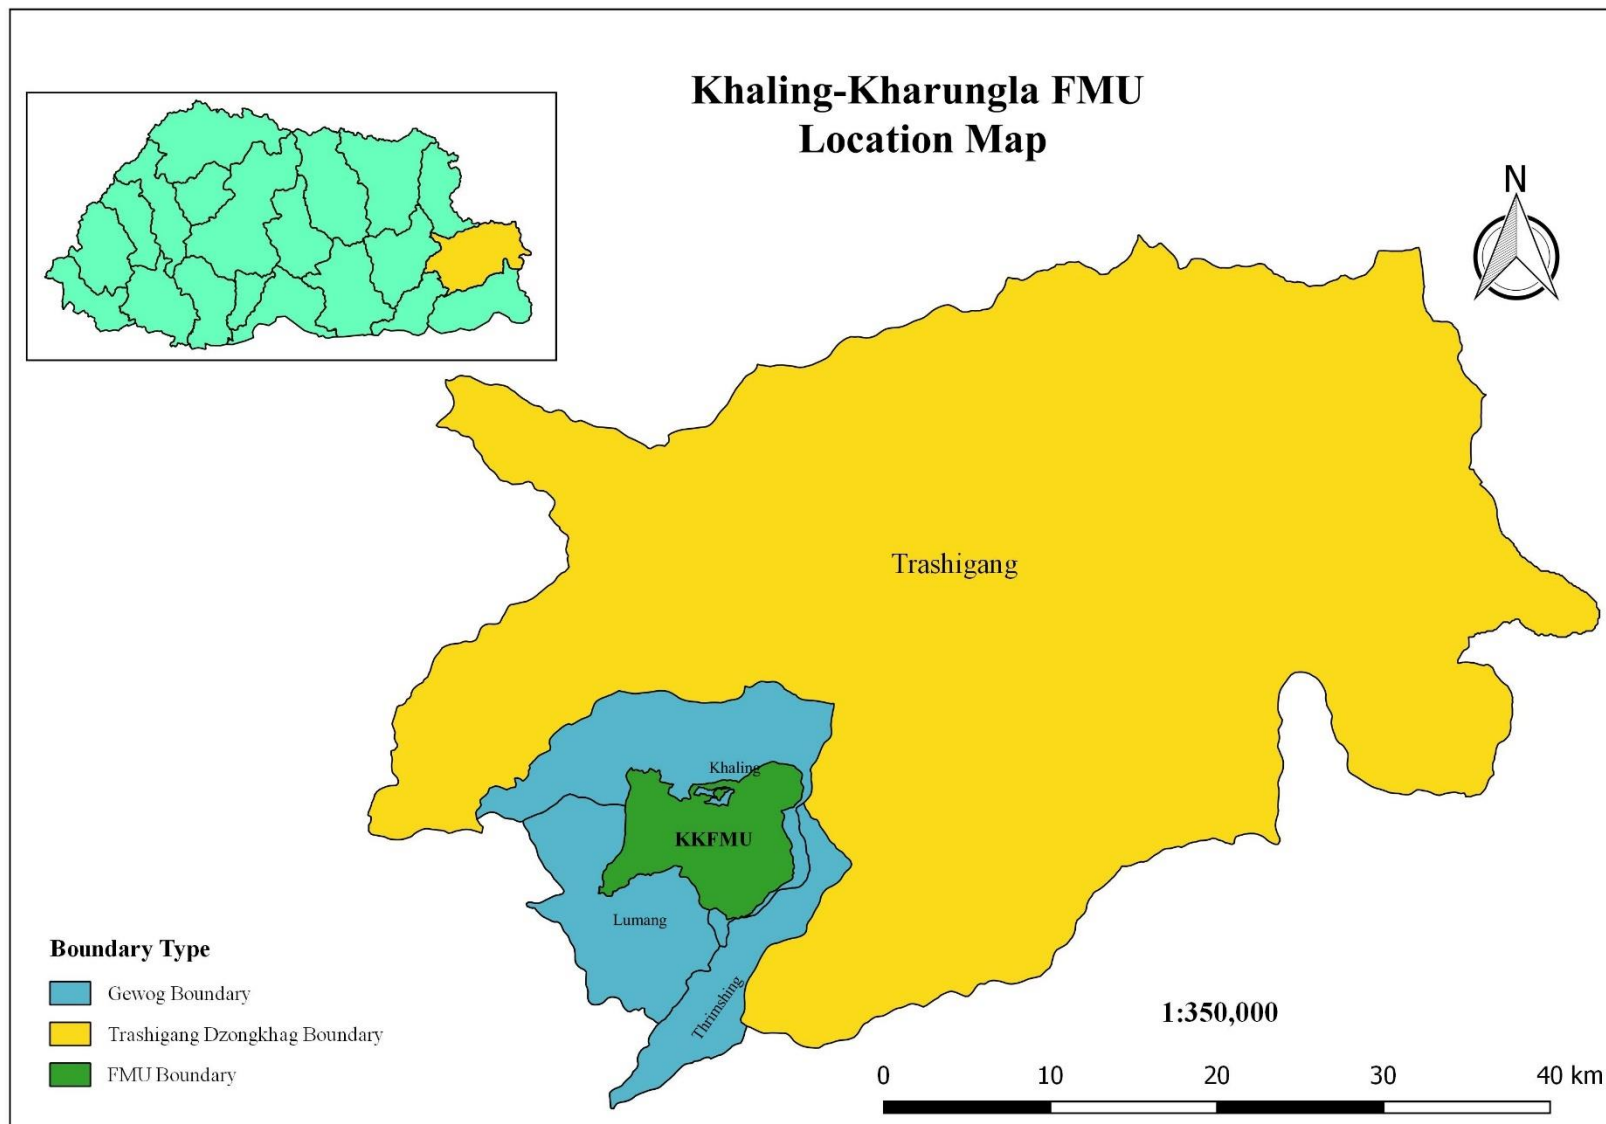 Khaling-Kharungla FMU
Location Map
N
Trashigang
Khaling
KKFMU
Lumang
Thrimshing
Boundary Type
Gewog Boundary
Trashigang Dzongkhag Boundary
FMU Boundary
1:350,000
0 10 20 30 40 km